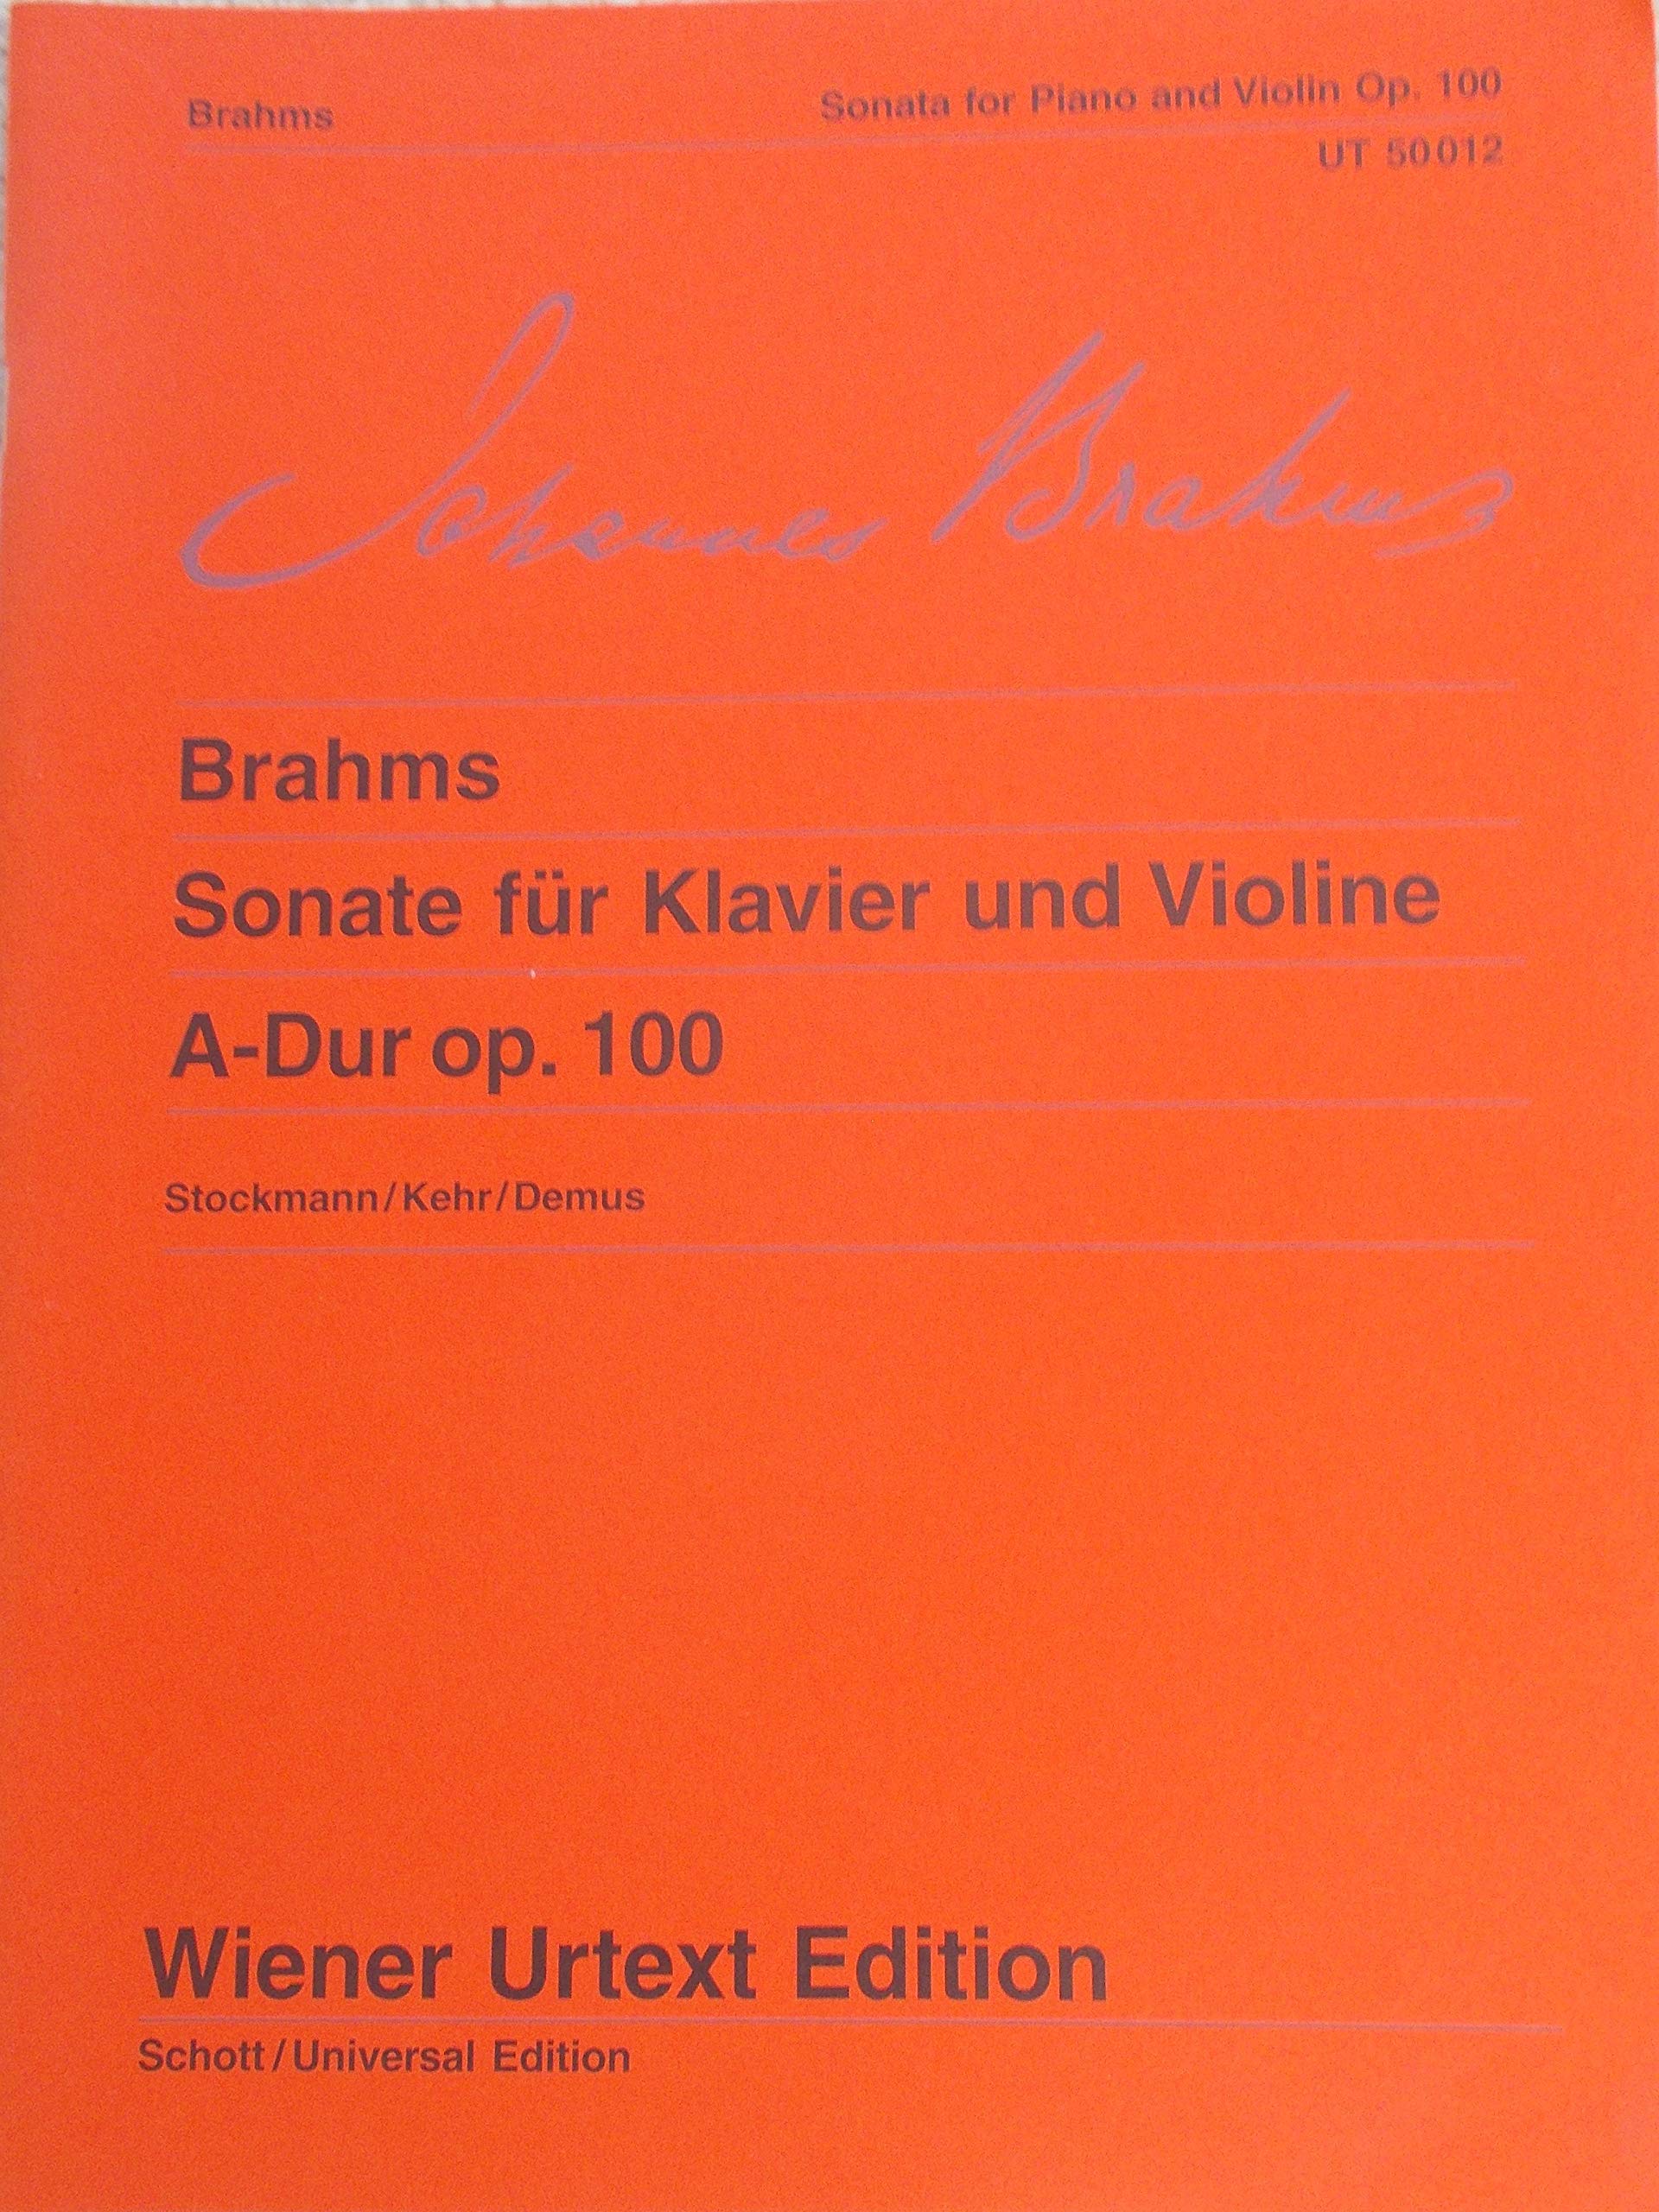 Brahms Sonata for Piano and Violin Op. 100
UT 50012
Johannes Brahms
Brahms
Sonate für Klavier und Violine
A-Dur op. 100
Stockmann/Kehr/Demus
Wiener Urtext Edition
Schott/Universal Edition